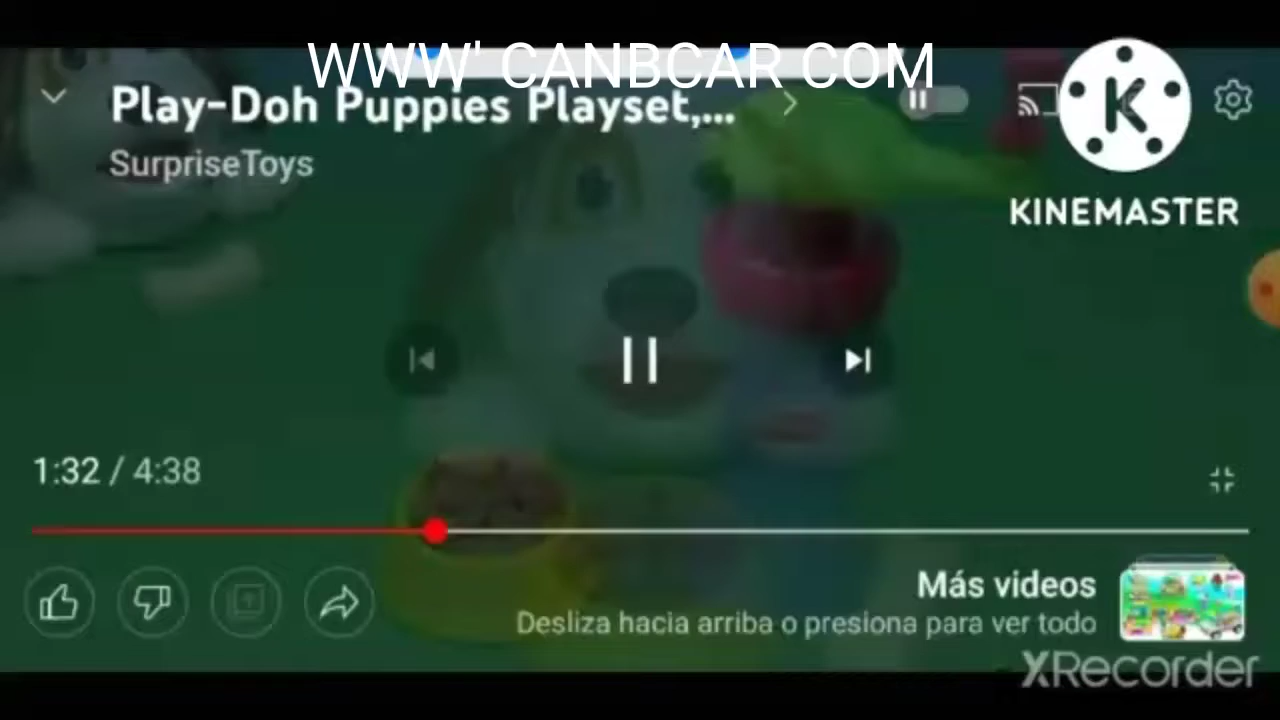 WWW' CANBCAR COM
Play-Doh Puppies Playset,...
SurpriseToys
KINEMASTER
1:32 / 4:38
Más videos
Desliza hacia arriba o presiona para ver todo
XRecorder